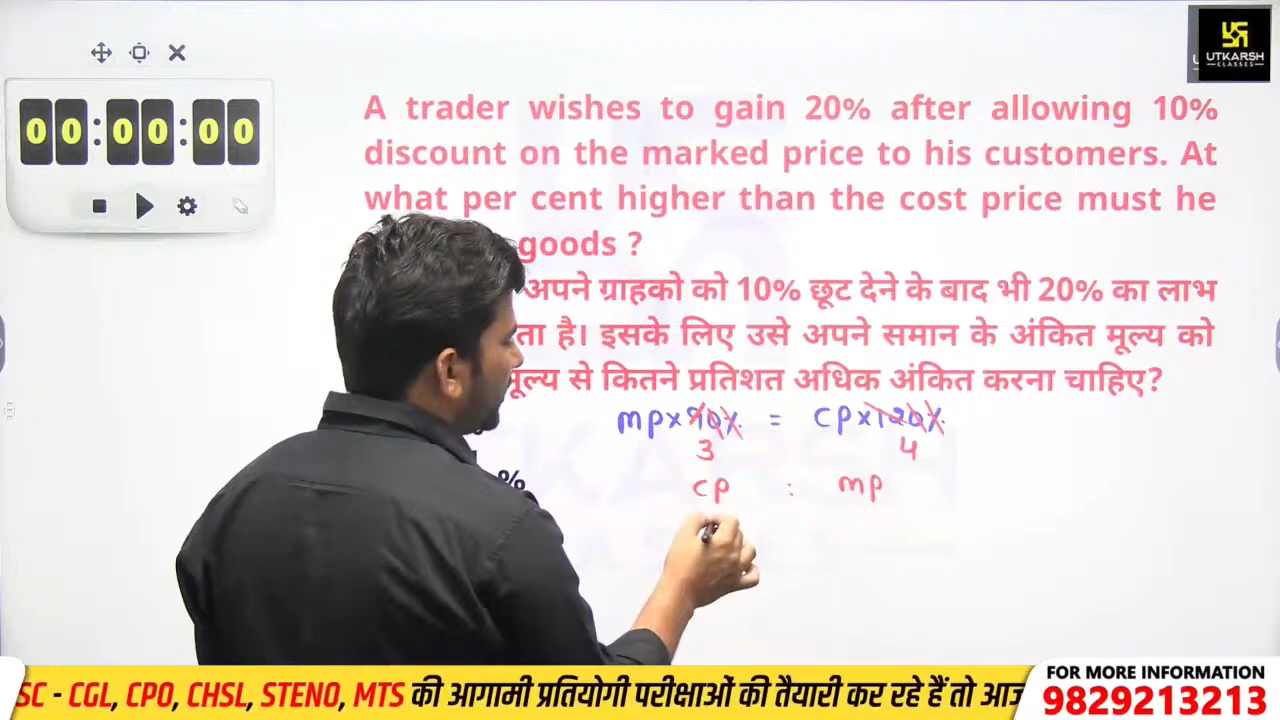 UTKARSH
CLASSES
00:00:00
A trader wishes to gain 20% after allowing 10%
discount on the marked price to his customers. At
what per cent higher than the cost price must he
goods ?
अपने ग्राहको को 10% छूट देने के बाद भी 20% का लाभ
ता है। इसके लिए उसे अपने समान के अंकित मूल्य को
मूल्य से कितने प्रतिशत अधिक अंकित करना चाहिए?
mp×90% = cp×120%
3 4
%
cp : mp
SC - CGL, CPO, CHSL, STENO, MTS की आगामी प्रतियोगी परीक्षाओं की तैयारी कर रहे हैं तो आज
FOR MORE INFORMATION
9829213213